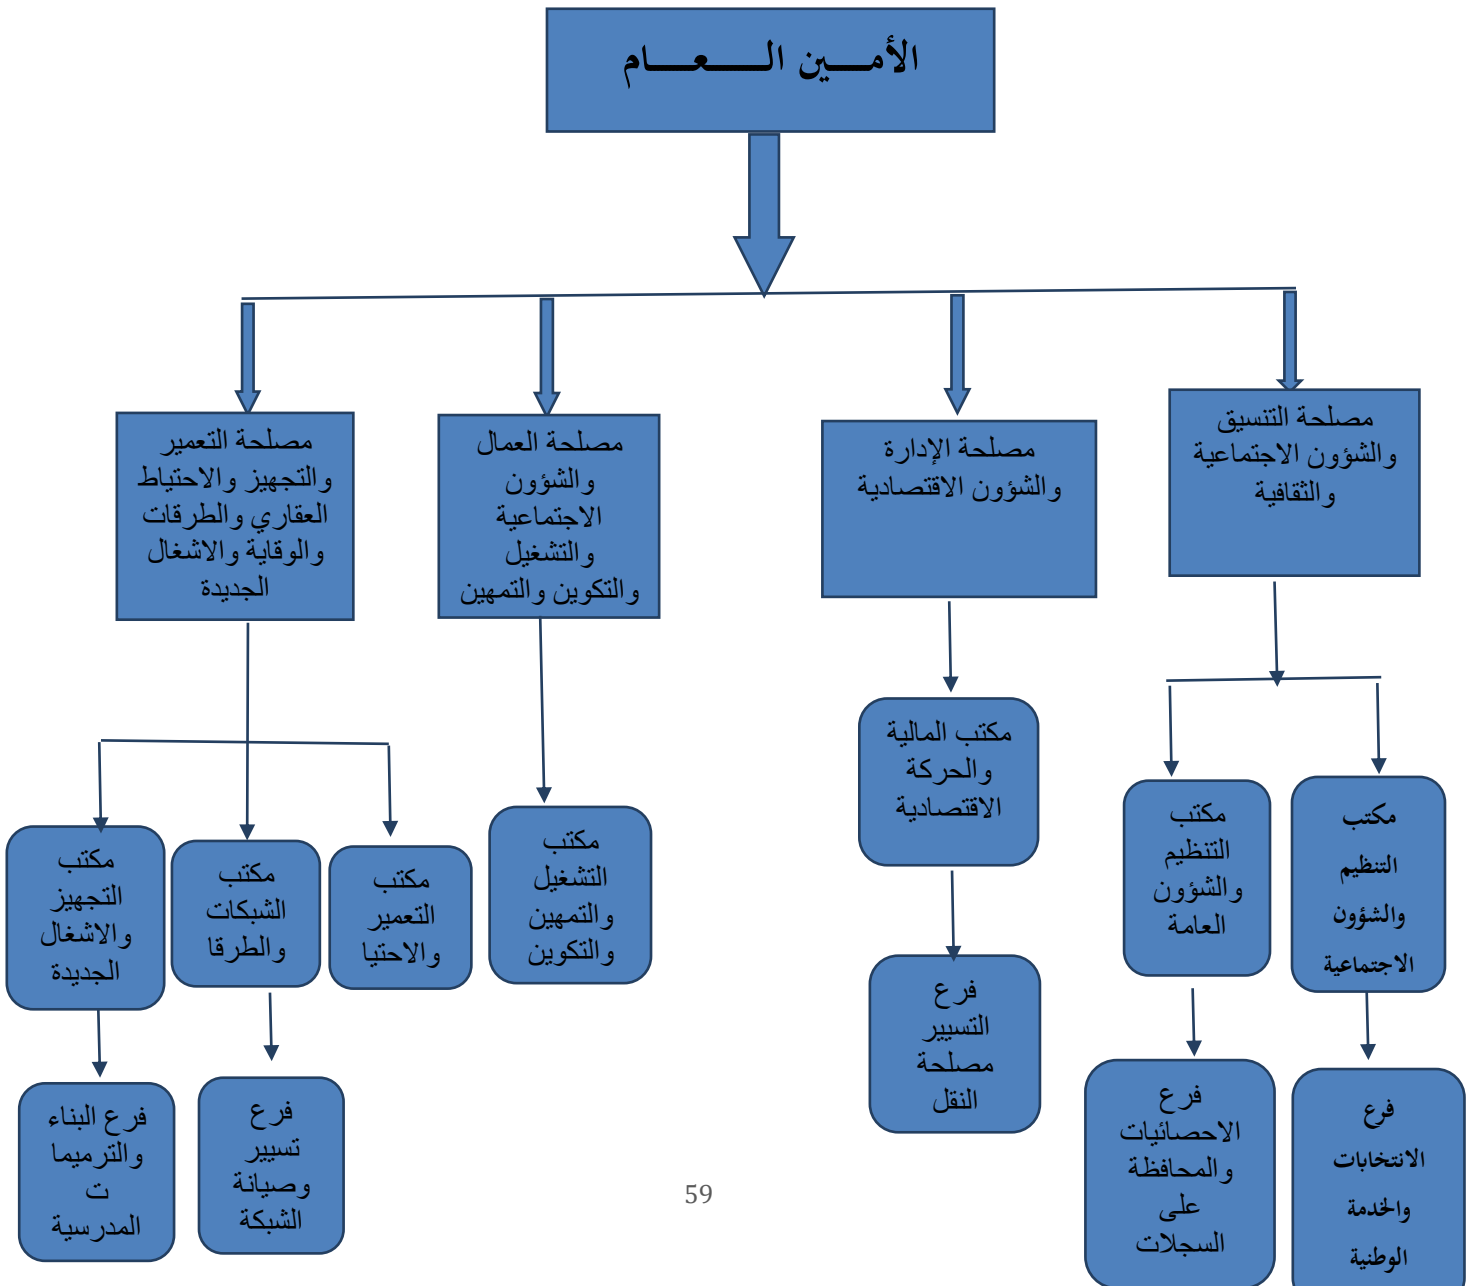 الأمـــين الـــــعـــــام
مصلحة التنسيق
والشؤون الاجتماعية
والثقافية
مصلحة الإدارة
والشؤون الاقتصادية
مصلحة العمال
والشؤون
الاجتماعية
والتشغيل
والتكوين والتمهين
مصلحة التعمير
والتجهيز والاحتياط
العقاري والطرقات
والوقاية والاشغال
الجديدة
مكتب
التنظيم
والشؤون
الاجتماعية
مكتب
التنظيم
والشؤون
العامة
مكتب المالية
والحركة
الاقتصادية
مكتب
التشغيل
والتمهين
والتكوين
مكتب
التعمير
والاحتيا
مكتب
الشبكات
والطرقا
مكتب
التجهيز
والاشغال
الجديدة
فرع
الانتخابات
والخدمة
الوطنية
فرع
الاحصائيات
والمحافظة
على
السجلات
فرع
التسيير
مصلحة
النقل
فرع
تسيير
وصيانة
الشبكة
فرع البناء
والترميما
ت
المدرسية
59